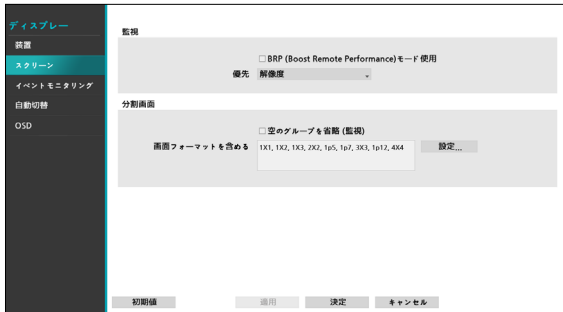 ディスプレー
装置
スクリーン
イベントモニタリング
自動切替
OSD
監視
BRP (Boost Remote Performance)モード使用
優先 解像度
分割画面
空のグループを省略 (監視)
画面フォーマットを含める 1X1, 1X2, 1X3, 2X2, 1p5, 1p7, 3X3, 1p12, 4X4 設定...
初期値 適用 決定 キャンセル